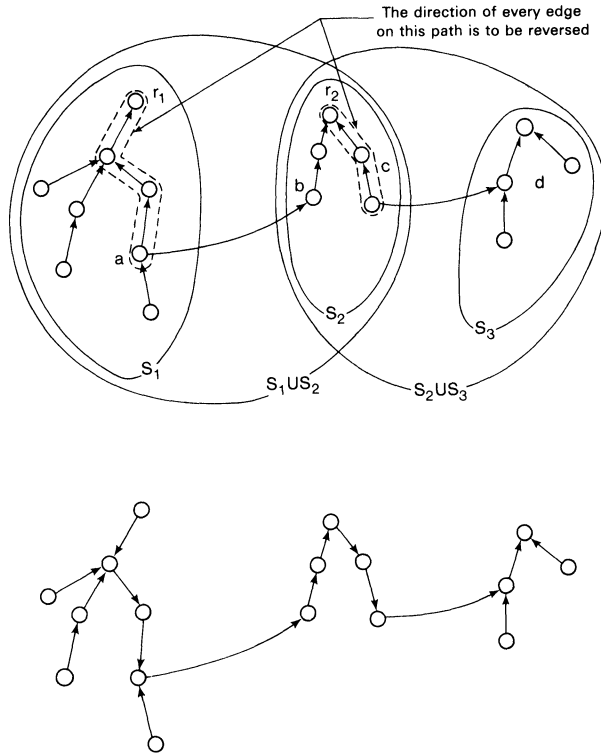 The direction of every edge
on this path is to be reversed
r1
r2
c
b
d
a
S2
S3
S1
S1US2
S2US3